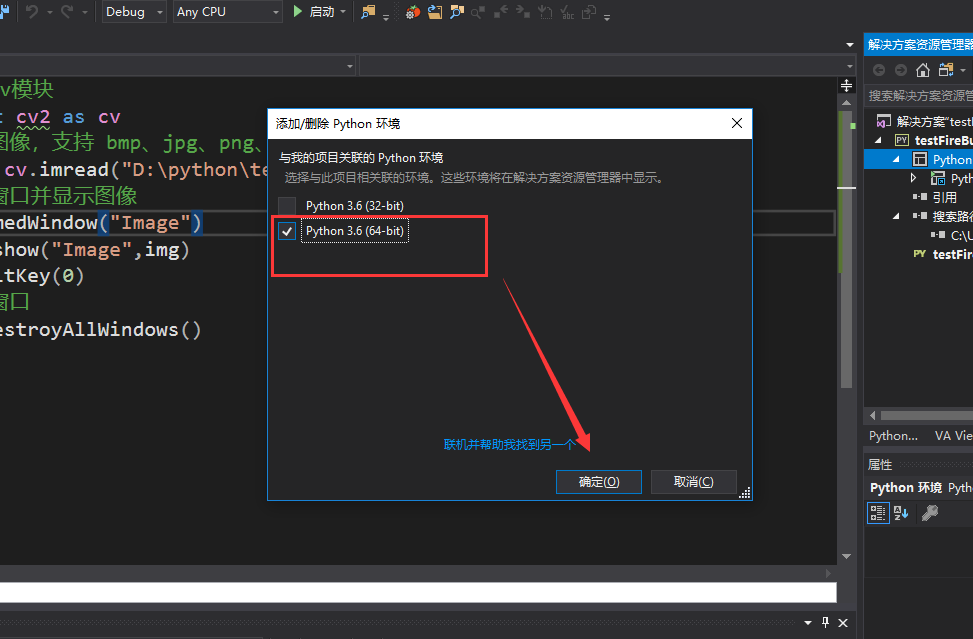 Debug
Any CPU
启动
解决方案资源管理器
搜索解决方案资源管
v模块
cv2 as cv
图像，支持 bmp、jpg、png、
cv.imread("D:\python\te
窗口并显示图像
medWindow("Image")
show("Image",img)
itKey(0)
窗口
estroyAllWindows()
添加/删除 Python 环境
与我的项目关联的 Python 环境
选择与此项目相关联的环境。这些环境将在解决方案资源管理器中显示。
Python 3.6 (32-bit)
Python 3.6 (64-bit)
联机并帮助我找到另一个
确定(O)
取消(C)
解决方案"test
PY testFireBu
Python
Pyth
引用
搜索路径
C:\U
PY testFire
Python...
VA Vie
属性
Python 环境 Pyth